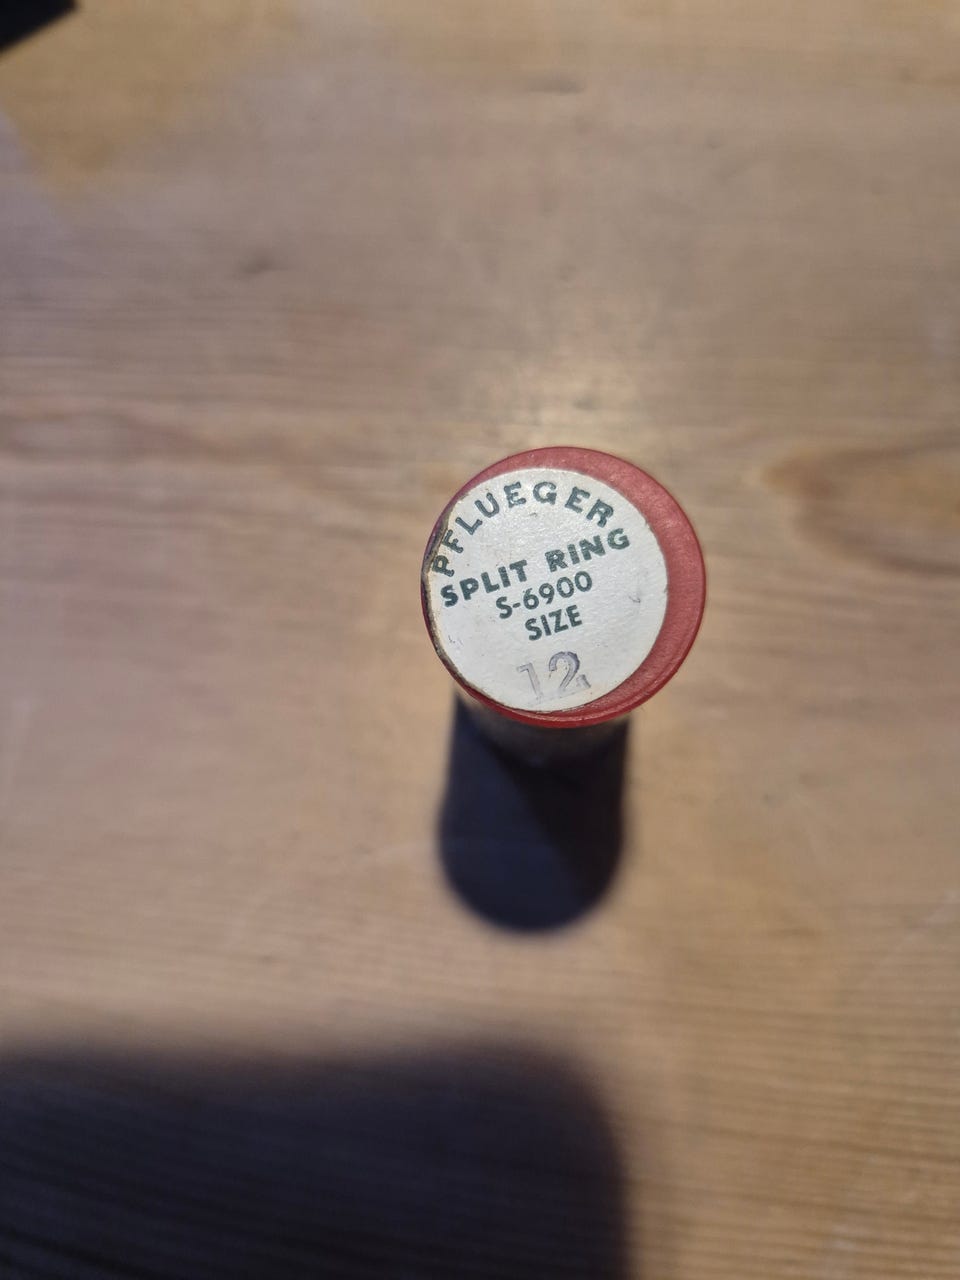 PFLUEGER
SPLIT RING
S-6900
SIZE
12